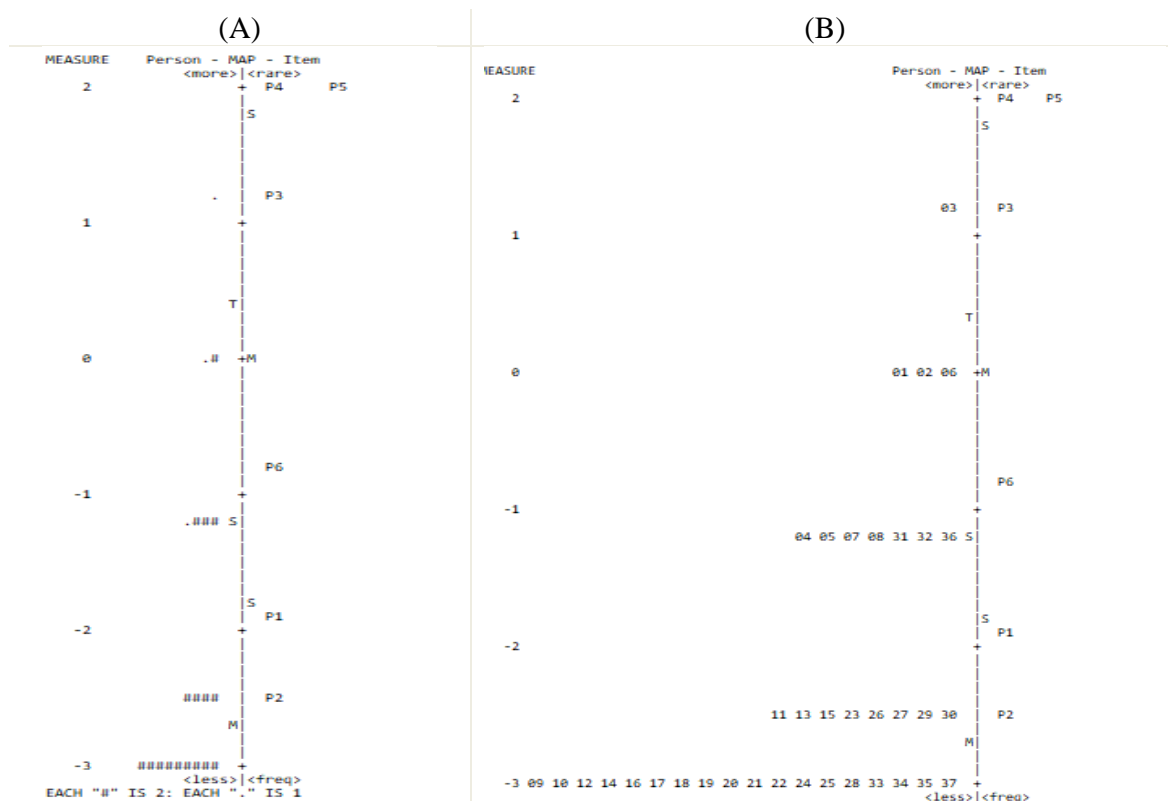 (A)
MEASURE Person - MAP - Item
<more>|<rare>
2 + P4 P5
S
. P3
1 +
T
0 .# +M
P6
-1 +
.### S
S
P1
-2 +
#### P2
M
-3 ######### +
<less>|<freq>
EACH "#" IS 2: EACH "." IS 1
(B)
MEASURE Person - MAP - Item
<more>|<rare>
2 + P4 P5
S
03 P3
1 +
T
0 01 02 06 +M
P6
-1 +
04 05 07 08 31 32 36 S
S
P1
-2 +
11 13 15 23 26 27 29 30 P2
M
-3 09 10 12 14 16 17 18 19 20 21 22 24 25 28 33 34 35 37 +
<less>|<freq>